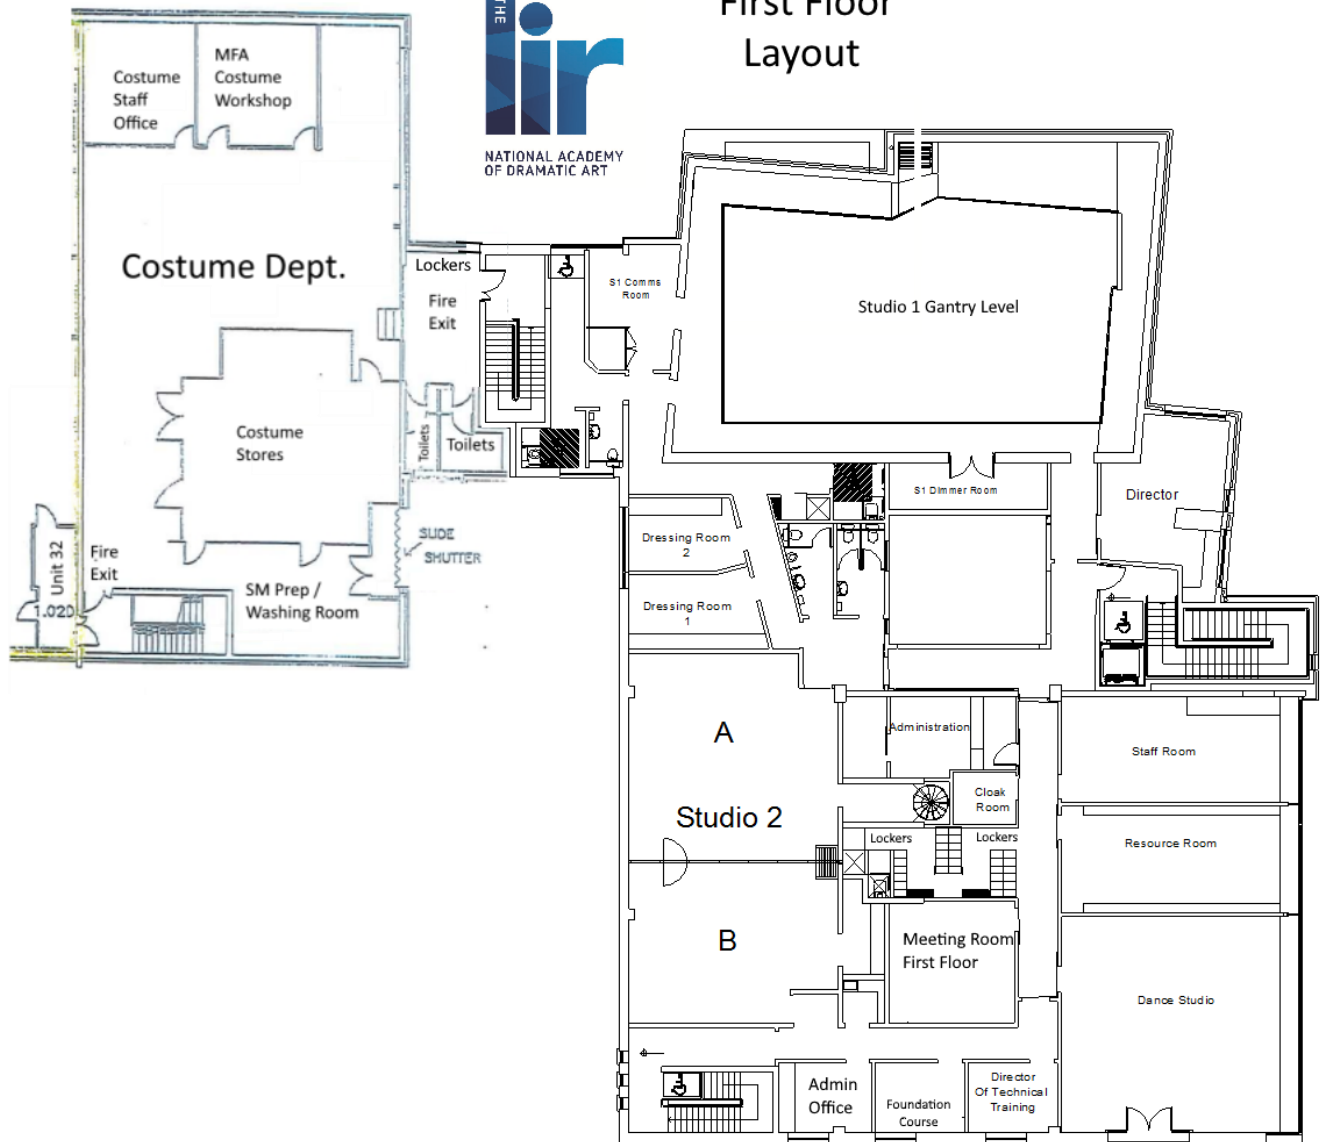 First Floor
Layout
THE
lir
NATIONAL ACADEMY
OF DRAMATIC ART
Costume
Staff
Office
MFA
Costume
Workshop
Costume Dept.
Lockers
Fire
Exit
S1 Comms
Room
Studio 1 Gantry Level
Costume
Stores
Toilets
Toilets
S1 Dimmer Room
Director
SLIDE
SHUTTER
Dressing Room
2
Unit 32
1.020
Fire
Exit
SM Prep /
Washing Room
Dressing Room
1
A
Studio 2
B
Administration
Cloak
Room
Lockers
Lockers
Staff Room
Resource Room
Meeting Room
First Floor
Dance Studio
Admin
Office
Foundation
Course
Director
Of Technical
Training